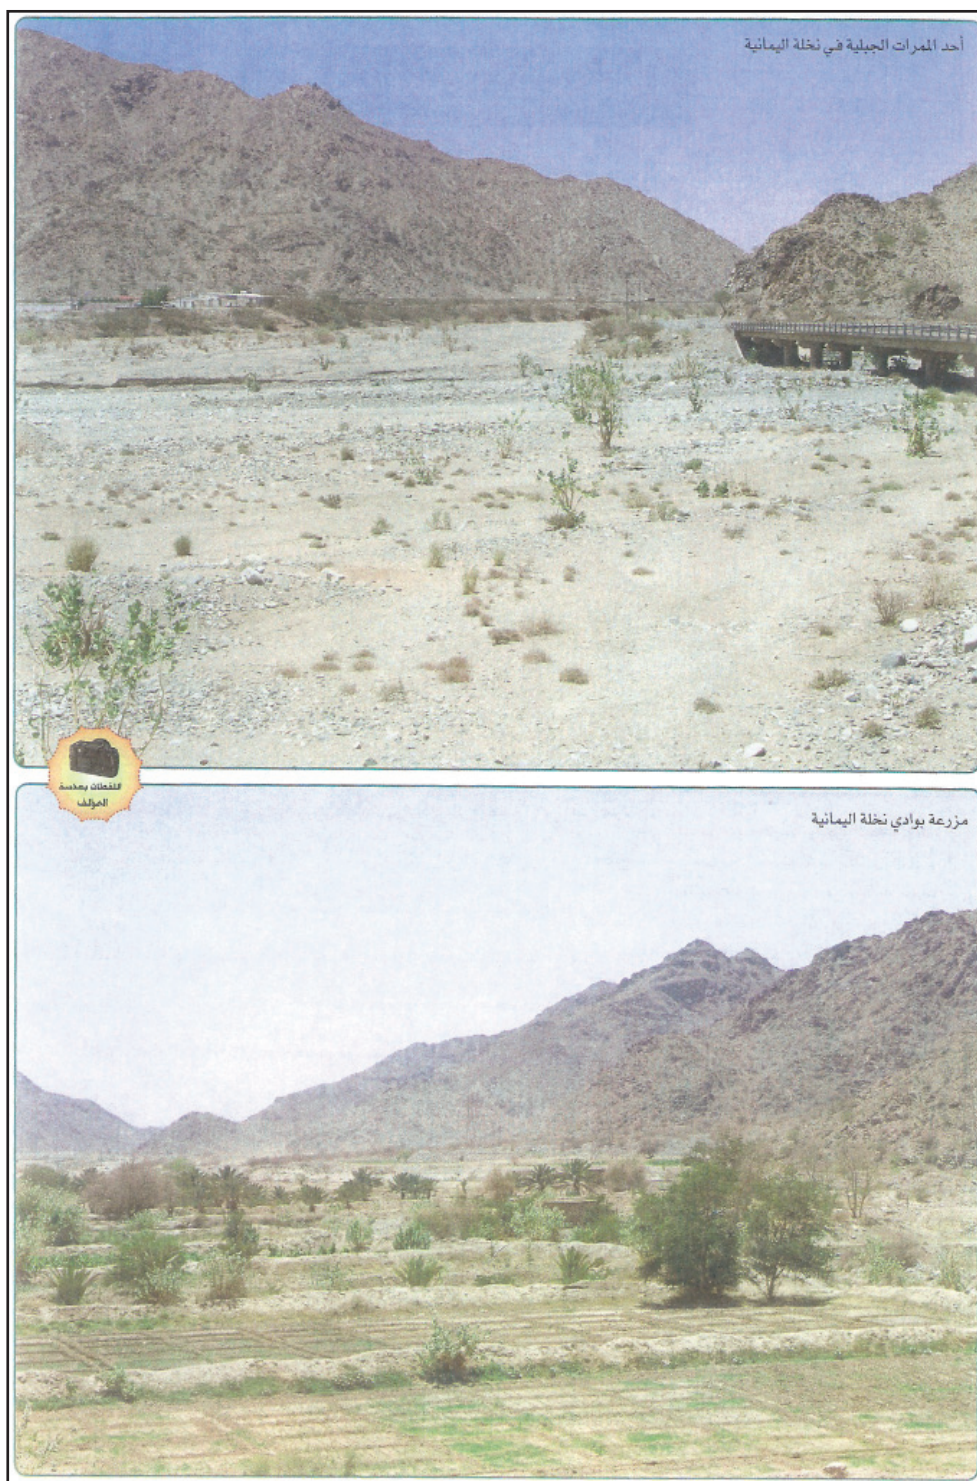 أحد الممرات الجبلية في نخلة اليمانية
اللقطات بعدسة
المؤلف
مزرعة بوادي نخلة اليمانية